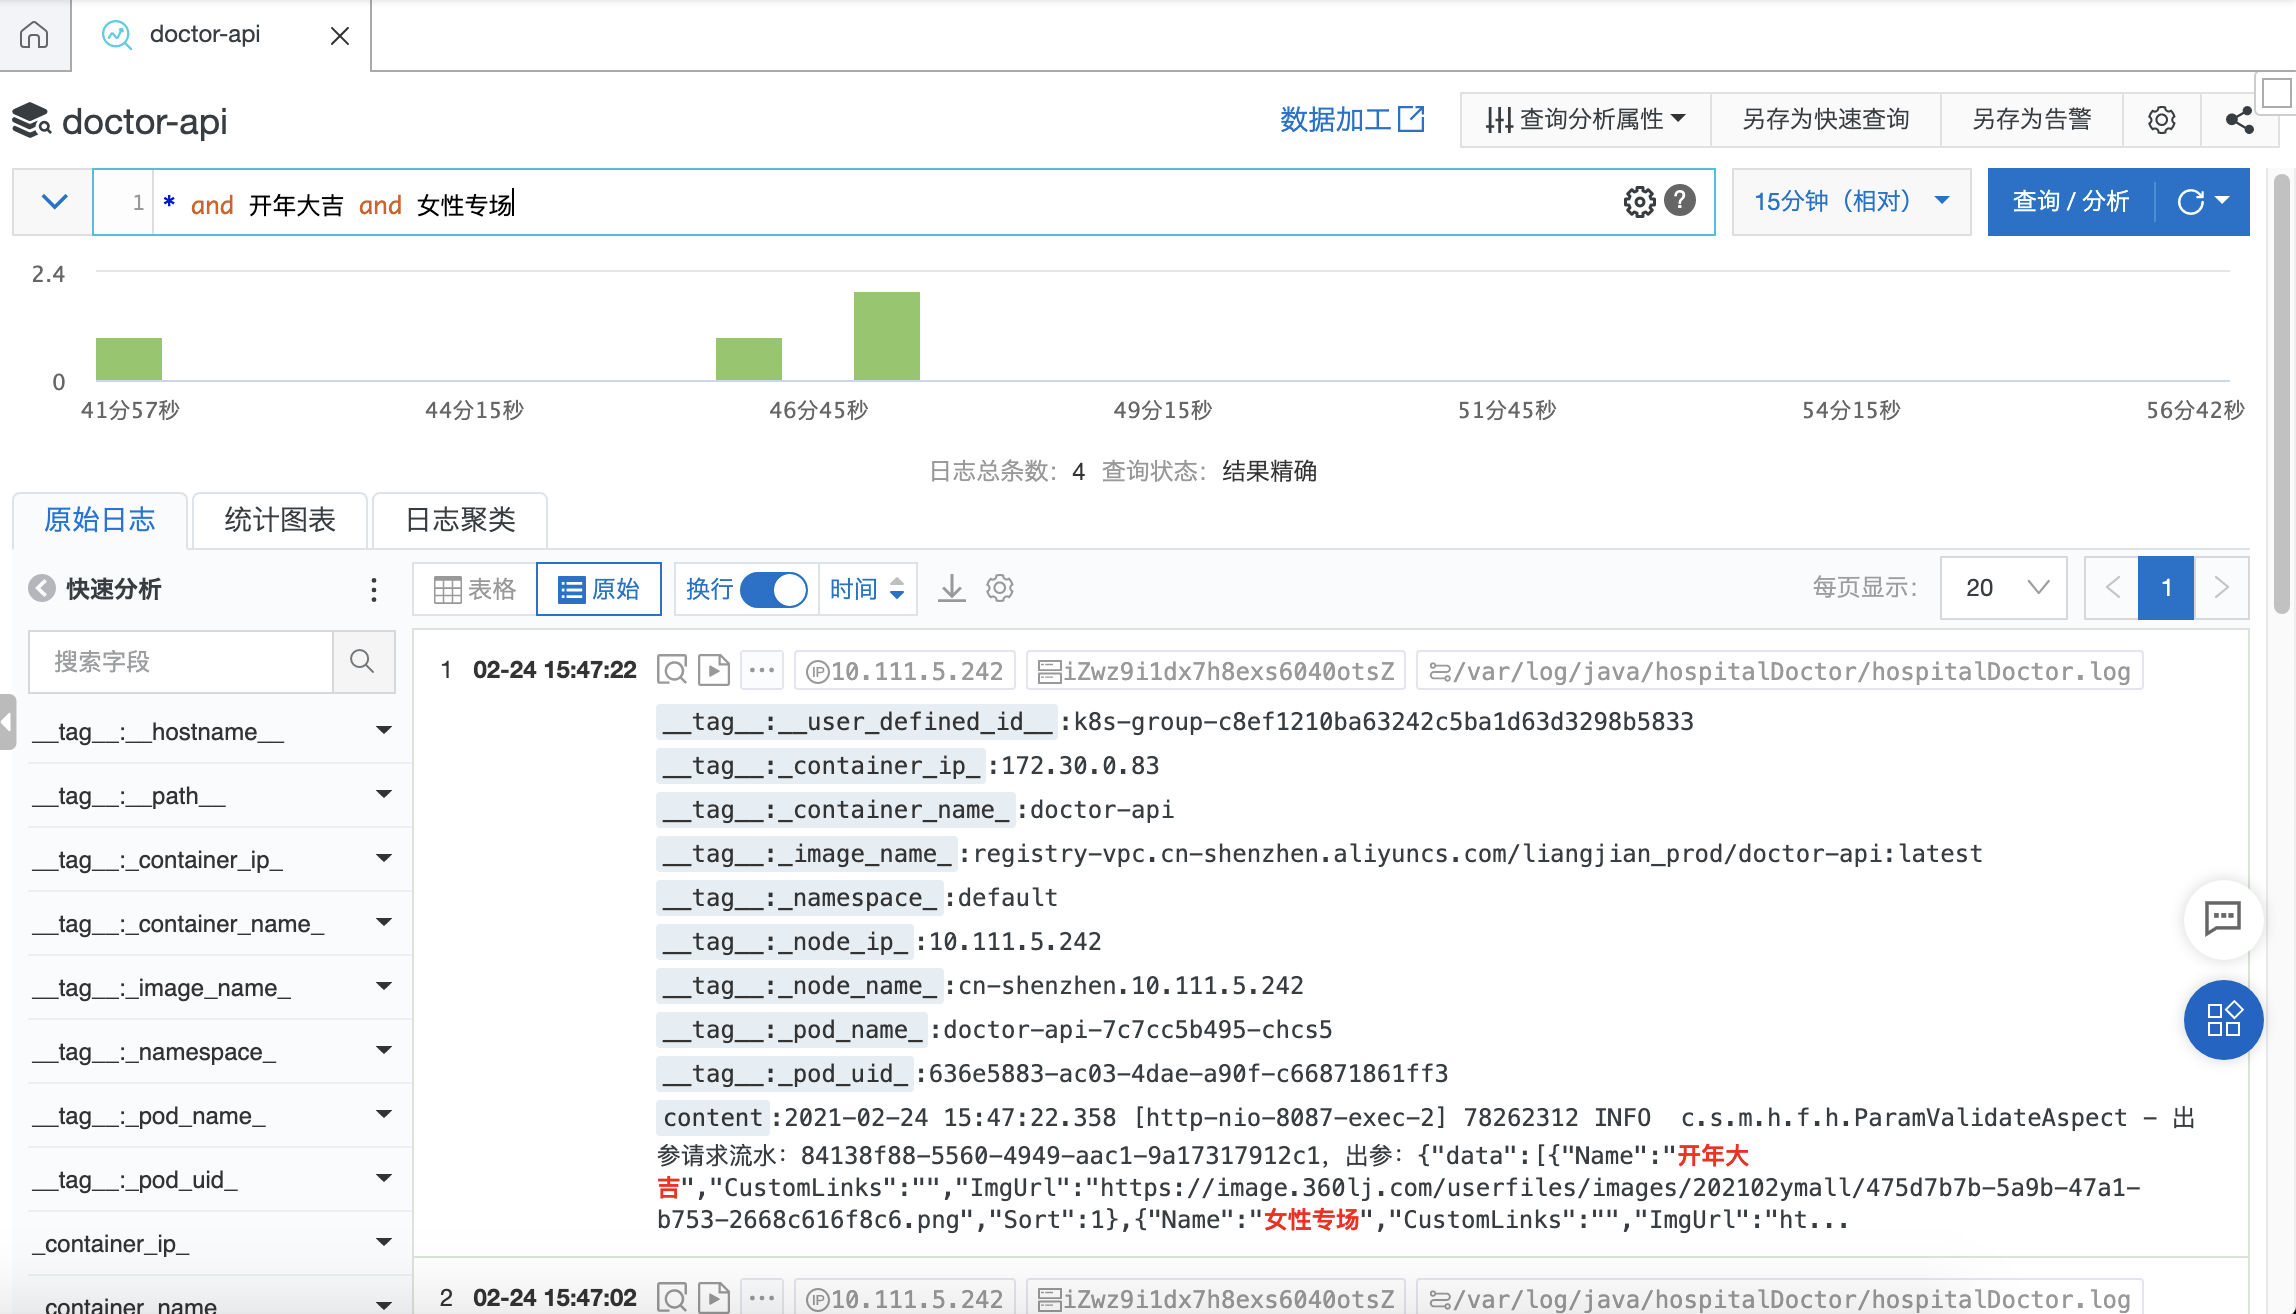 doctor-api
doctor-api
数据加工
查询分析属性
另存为快速查询
另存为告警
1
* and 开年大吉 and 女性专场
15分钟（相对）
查询 / 分析
2.4
0
41分57秒
44分15秒
46分45秒
49分15秒
51分45秒
54分15秒
56分42秒
日志总条数: 4 查询状态: 结果精确
原始日志
统计图表
日志聚类
快速分析
表格
原始
换行
时间
每页显示:
20
1
搜索字段
__tag__:__hostname__
__tag__:__path__
__tag__:_container_ip_
__tag__:_container_name_
__tag__:_image_name_
__tag__:_namespace_
__tag__:_pod_name_
__tag__:_pod_uid_
_container_ip_
_container_name_
1 02-24 15:47:22 IP 10.111.5.242 iZwz9i1dx7h8exs6040otsZ /var/log/java/hospitalDoctor/hospitalDoctor.log
__tag__:__user_defined_id__ :k8s-group-c8ef1210ba63242c5ba1d63d3298b5833
__tag__:_container_ip_ :172.30.0.83
__tag__:_container_name_ :doctor-api
__tag__:_image_name_ :registry-vpc.cn-shenzhen.aliyuncs.com/liangjian_prod/doctor-api:latest
__tag__:_namespace_ :default
__tag__:_node_ip_ :10.111.5.242
__tag__:_node_name_ :cn-shenzhen.10.111.5.242
__tag__:_pod_name_ :doctor-api-7c7cc5b495-chcs5
__tag__:_pod_uid_ :636e5883-ac03-4dae-a90f-c66871861ff3
content :2021-02-24 15:47:22.358 [http-nio-8087-exec-2] 78262312 INFO  c.s.m.h.f.h.ParamValidateAspect - 出
参请求流水: 84138f88-5560-4949-aac1-9a17317912c1, 出参: {"data":[{"Name":"开年大
吉","CustomLinks":"","ImgUrl":"https://image.360lj.com/userfiles/images/202102ymall/475d7b7b-5a9b-47a1-
b753-2668c616f8c6.png","Sort":1},{"Name":"女性专场","CustomLinks":"","ImgUrl":"ht...
2 02-24 15:47:02 IP 10.111.5.242 iZwz9i1dx7h8exs6040otsZ /var/log/java/hospitalDoctor/hospitalDoctor.log